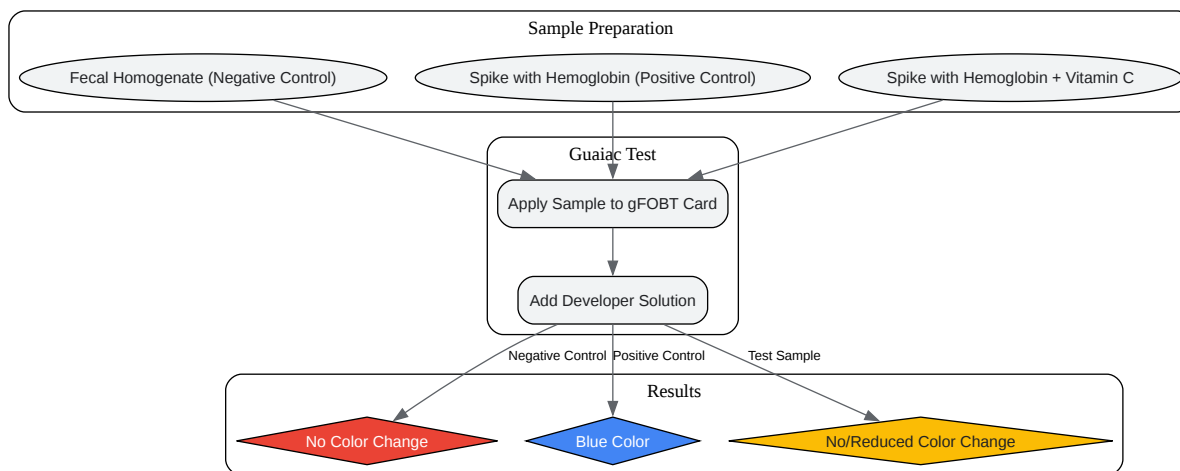 Sample Preparation
Fecal Homogenate (Negative Control)
Spike with Hemoglobin (Positive Control)
Spike with Hemoglobin + Vitamin C
Guaiac Test
Apply Sample to gFOBT Card
Add Developer Solution
Negative Control
Positive Control
Test Sample
Results
No Color Change
Blue Color
No/Reduced Color Change